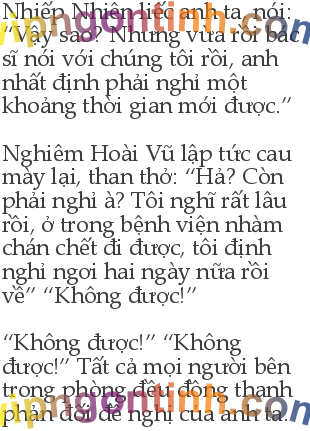 Nhiếp Nhiên liếc anh ta, nói:
“Vậy sao? Nhưng vừa rồi bác
sĩ nói với chúng tôi rồi, anh
nhất định phải nghỉ một
khoảng thời gian mới được.”
Nghiêm Hoài Vũ lập tức cau
mày lại, than thở: “Hả? Còn
phải nghỉ à? Tôi nghĩ rất lâu
rồi, ở trong bệnh viện nhàm
chán chết đi được, tôi định
nghỉ ngơi hai ngày nữa rồi
về” “Không được!”
“Không được!” “Không
được!” Tất cả mọi người bên
trong phòng đều đồng thanh
phản đối đề nghị của anh ta.
vipngontinh.com
vipngontinh.com